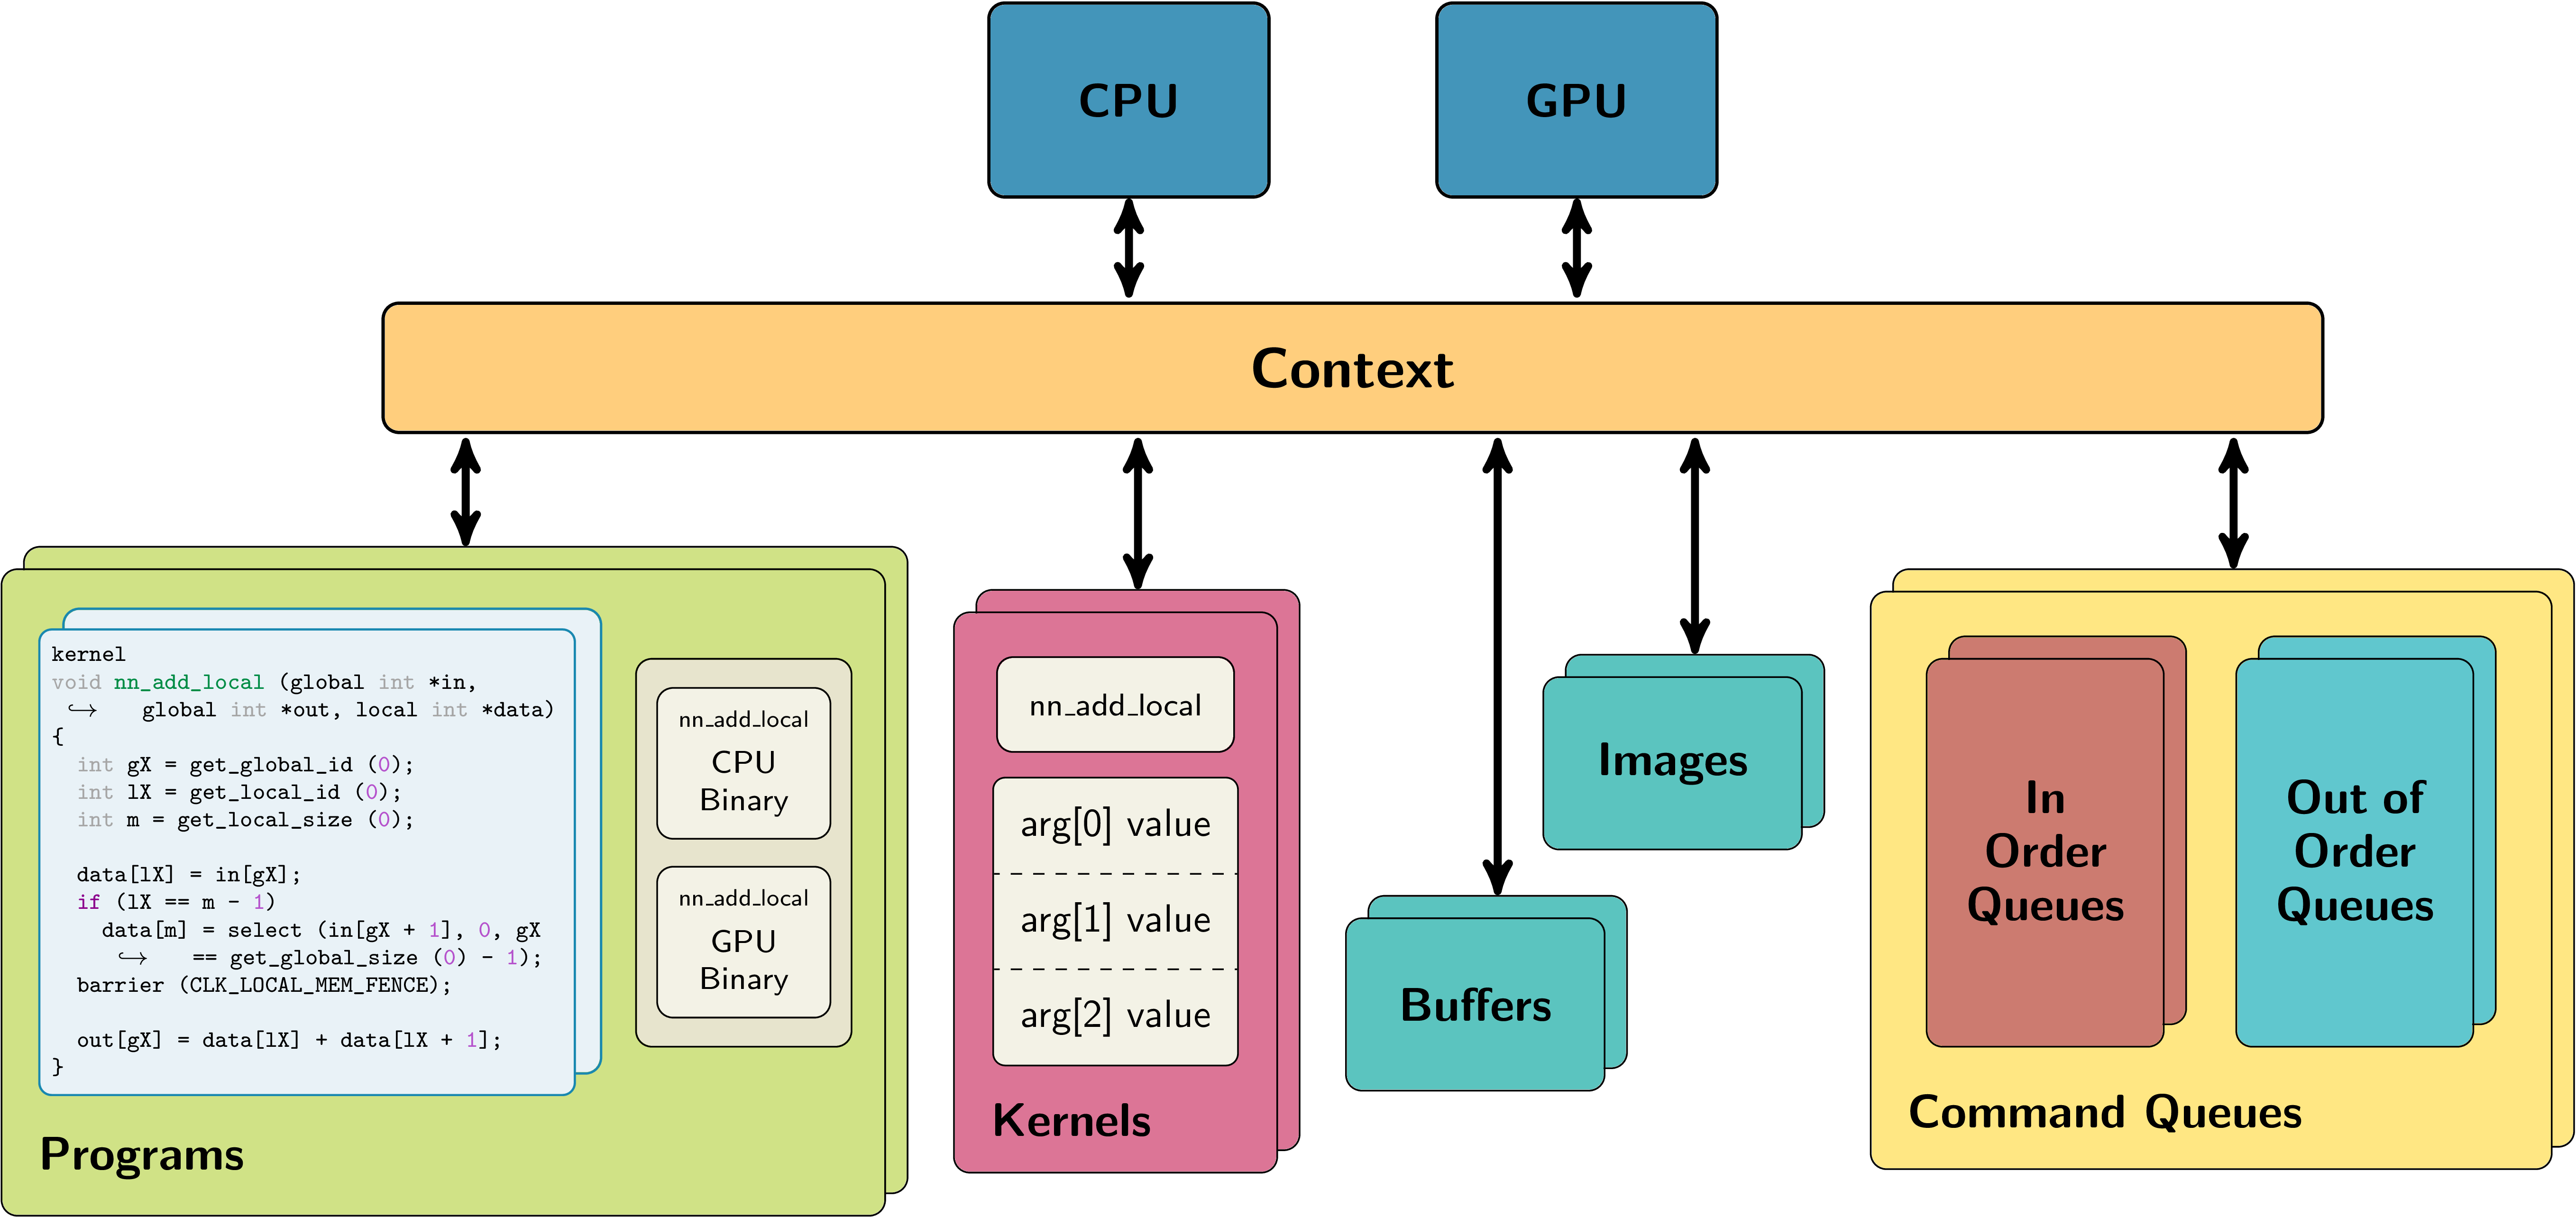 CPU
GPU
Context
kernel
void nn_add_local (global int *in,
↪ global int *out, local int *data)
{
int gX = get_global_id (0);
int lX = get_local_id (0);
int m = get_local_size (0);
data[lX] = in[gX];
if (lX == m - 1)
data[m] = select (in[gX + 1], 0, gX
↪ == get_global_size (0) - 1);
barrier (CLK_LOCAL_MEM_FENCE);
out[gX] = data[lX] + data[lX + 1];
}
nn_add_local
CPU
Binary
nn_add_local
GPU
Binary
Programs
nn_add_local
arg[0] value
arg[1] value
arg[2] value
Kernels
Buffers
Images
In
Order
Queues
Out of
Order
Queues
Command Queues